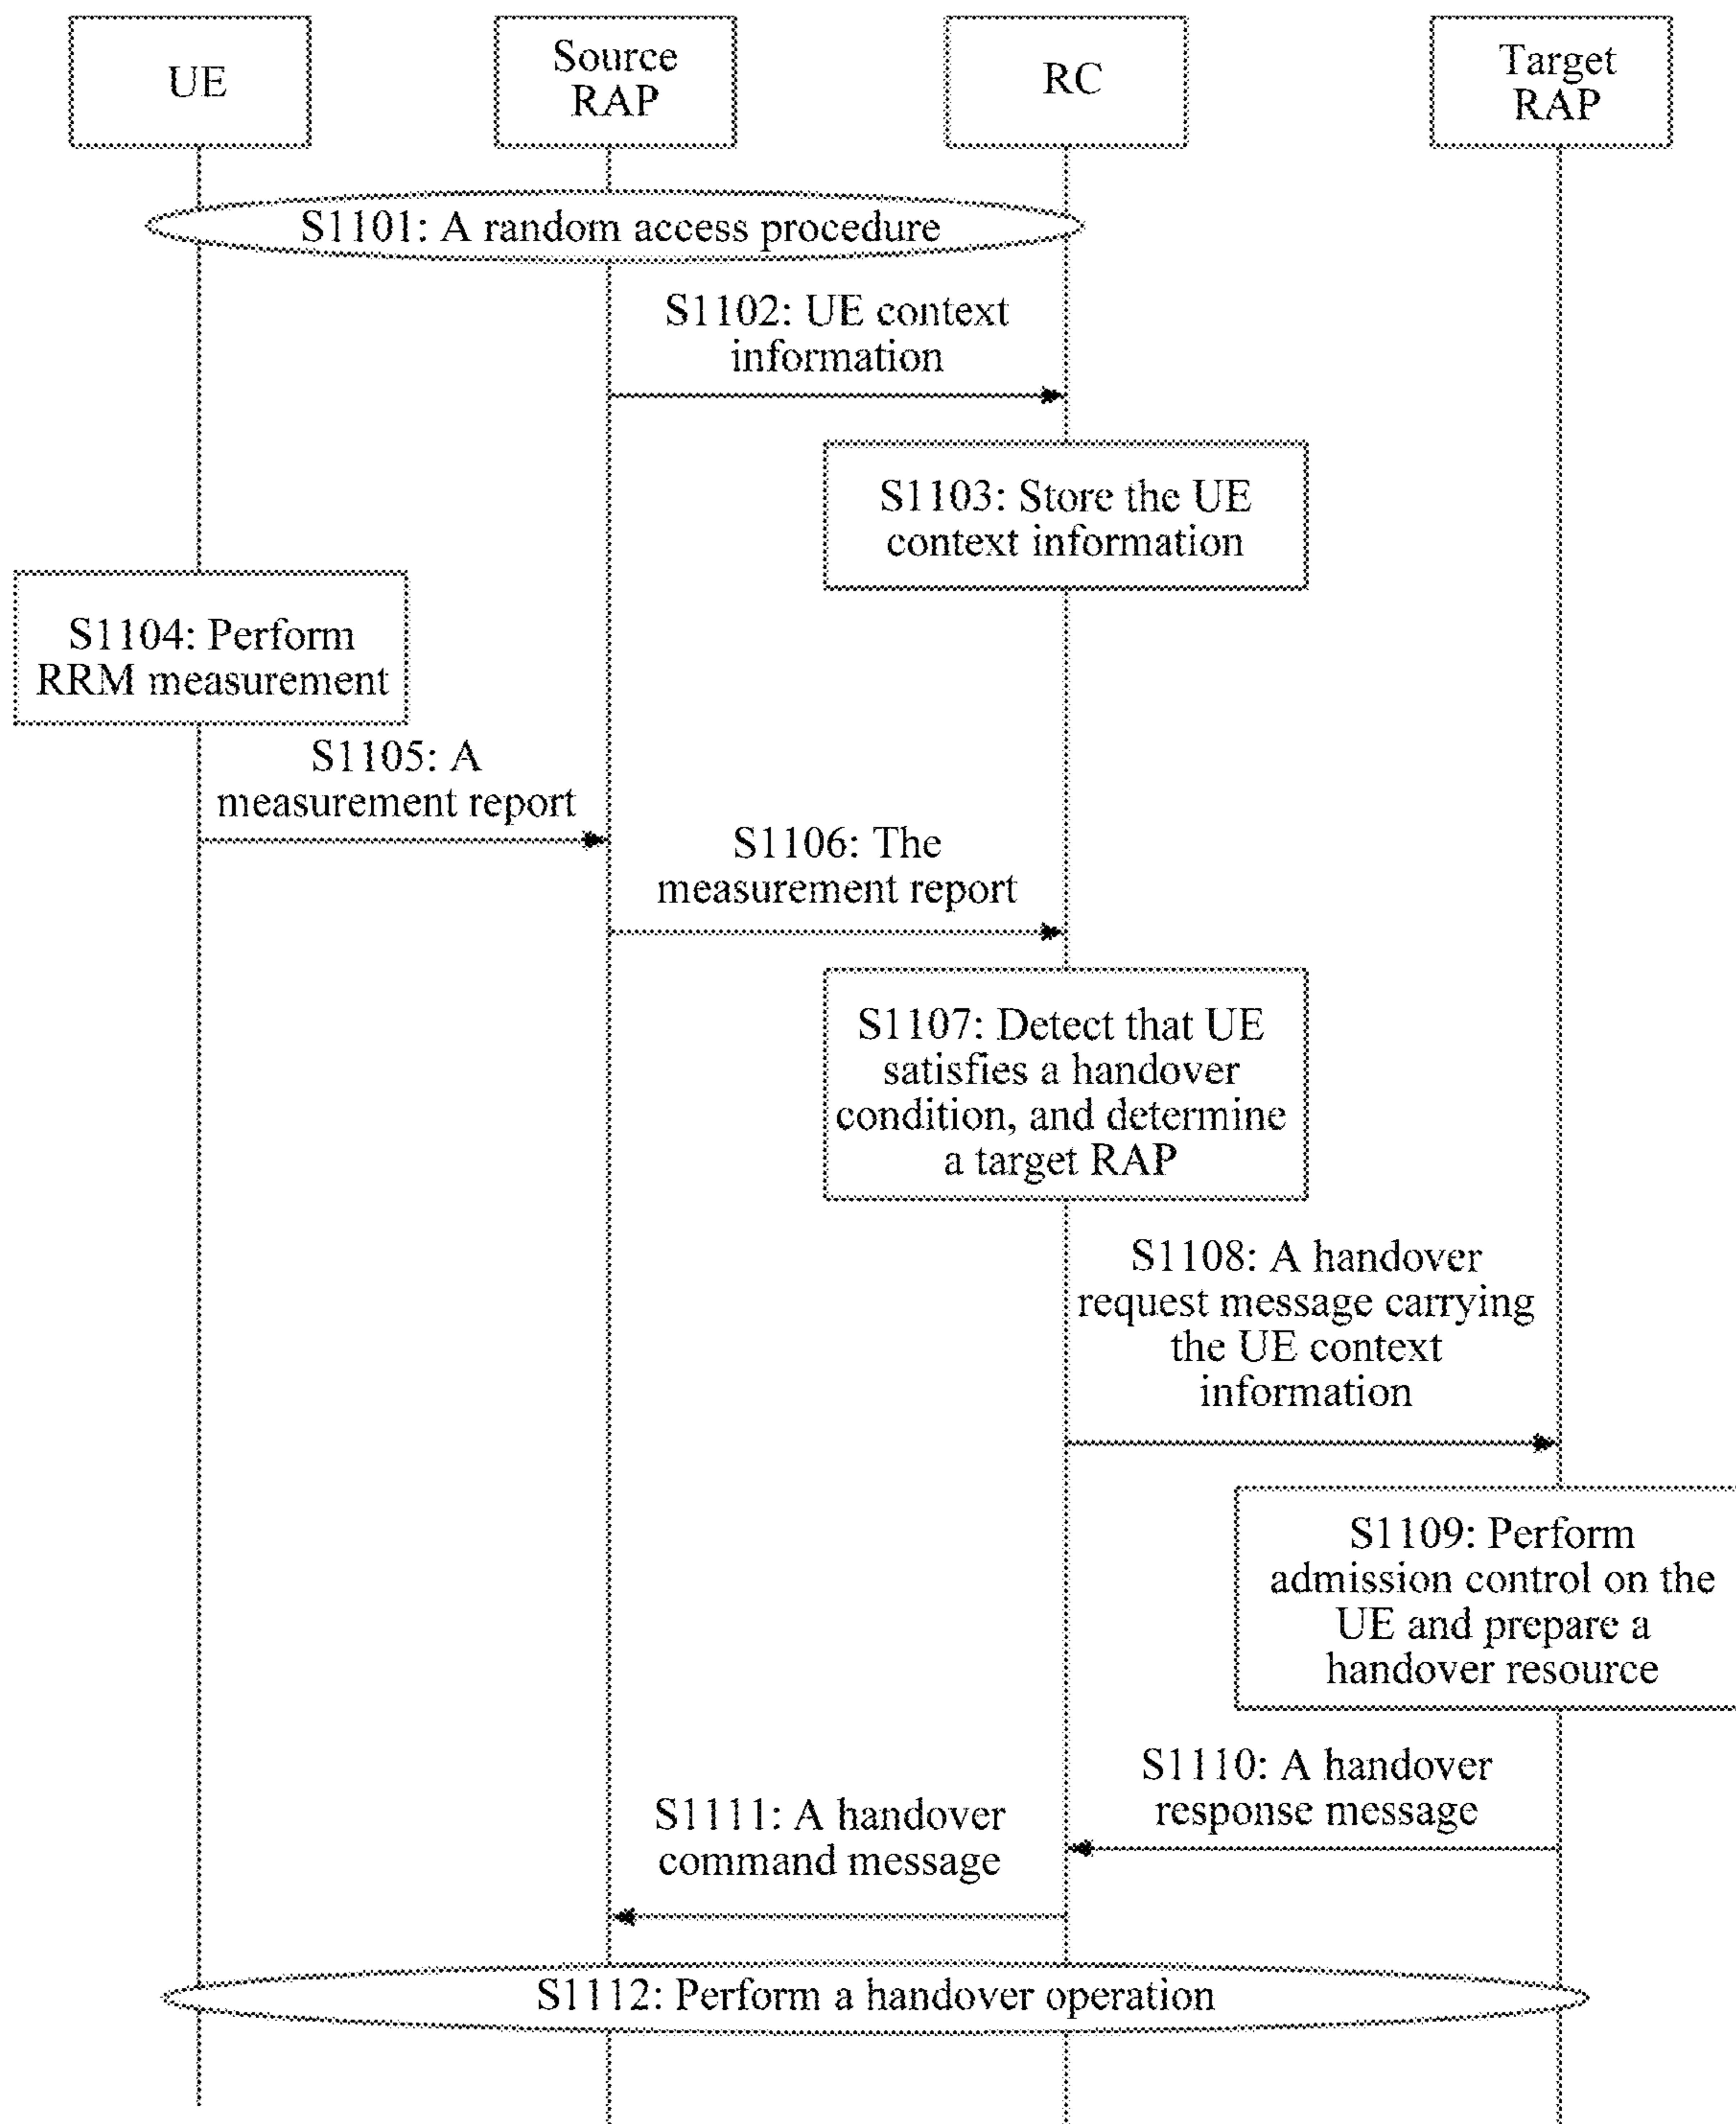 UE
Source
RAP
RC
Target
RAP
S1101: A random access procedure
S1102: UE context
information
S1103: Store the UE
context information
S1104: Perform
RRM measurement
S1105: A
measurement report
S1106: The
measurement report
S1107: Detect that UE
satisfies a handover
condition, and determine
a target RAP
S1108: A handover
request message carrying
the UE context
information
S1109: Perform
admission control on the
UE and prepare a
handover resource
S1110: A handover
response message
S1111: A handover
command message
S1112: Perform a handover operation